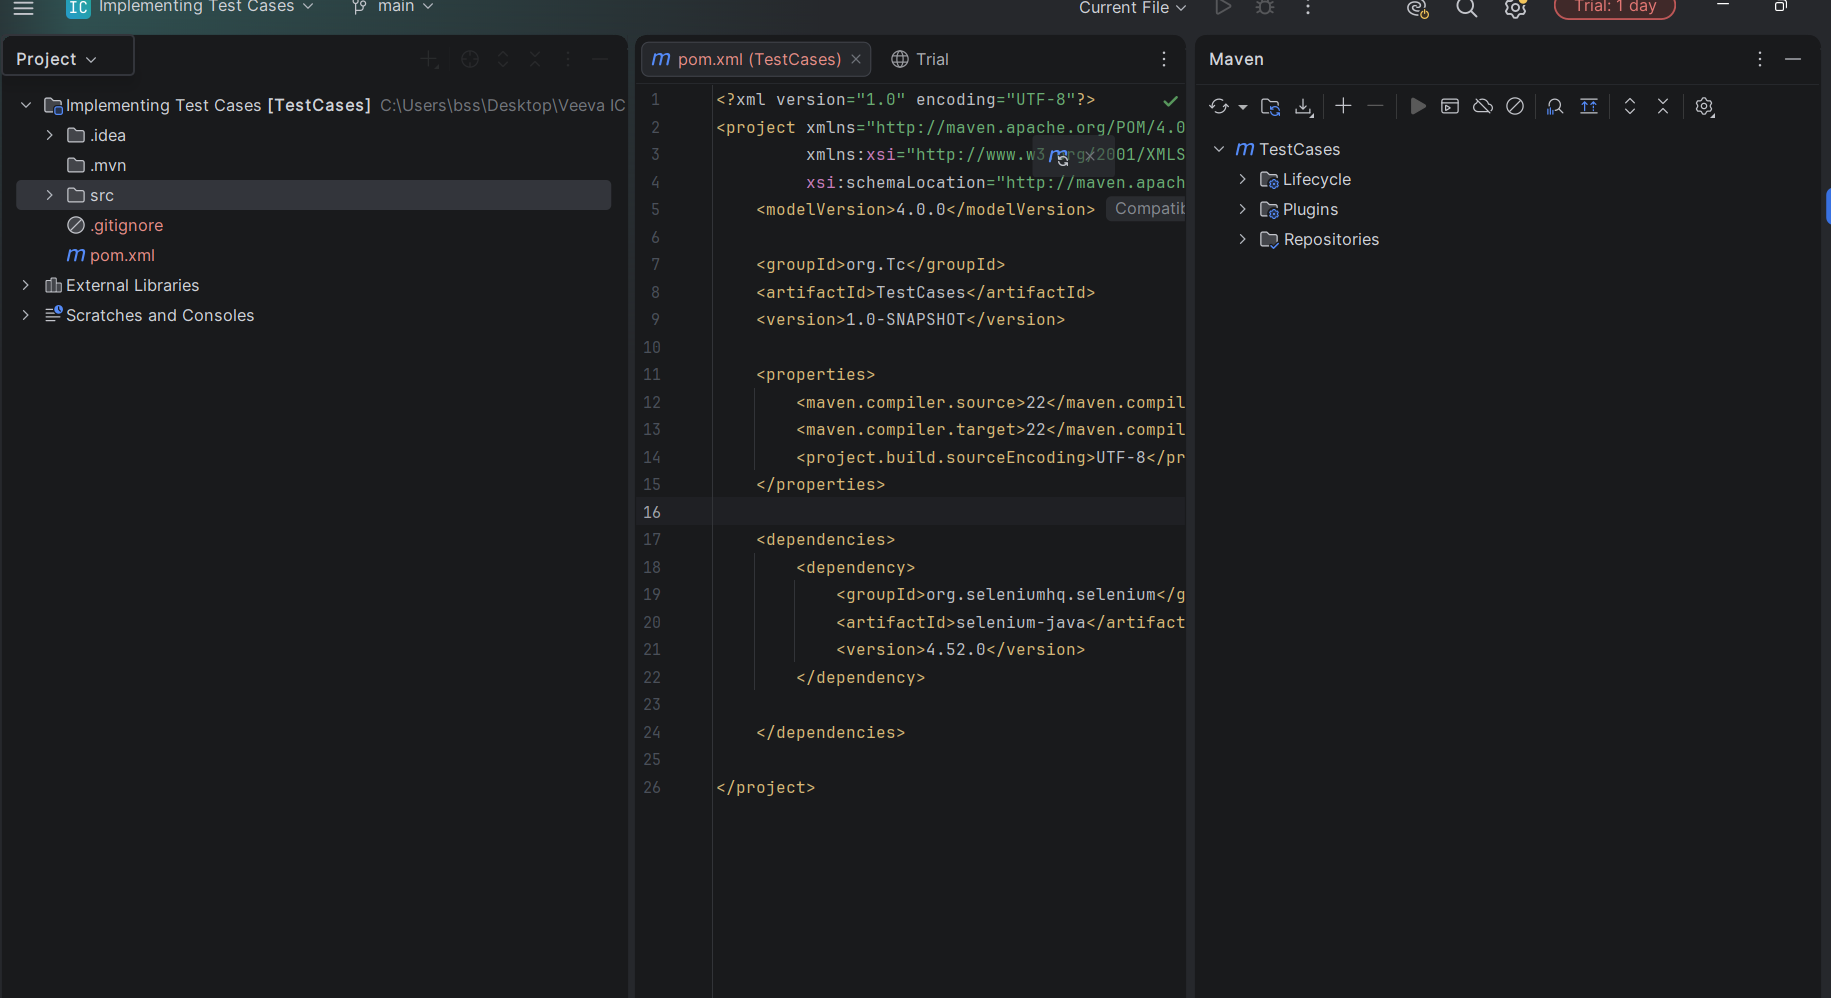 IC Implementing Test Cases main Current File Trial: 1 day
Project
Implementing Test Cases [TestCases] C:\Users\bss\Desktop\Veeva IC
.idea
.mvn
src
.gitignore
m pom.xml
External Libraries
Scratches and Consoles
m pom.xml (TestCases) Trial
1 <?xml version="1.0" encoding="UTF-8"?>
2 <project xmlns="http://maven.apache.org/POM/4.0
3 xmlns:xsi="http://www.w3.org/2001/XMLS
4 xsi:schemaLocation="http://maven.apach
5 <modelVersion>4.0.0</modelVersion> Compatib
6
7 <groupId>org.Tc</groupId>
8 <artifactId>TestCases</artifactId>
9 <version>1.0-SNAPSHOT</version>
10
11 <properties>
12 <maven.compiler.source>22</maven.compil
13 <maven.compiler.target>22</maven.compil
14 <project.build.sourceEncoding>UTF-8</pr
15 </properties>
16
17 <dependencies>
18 <dependency>
19 <groupId>org.seleniumhq.selenium</g
20 <artifactId>selenium-java</artifact
21 <version>4.52.0</version>
22 </dependency>
23
24 </dependencies>
25
26 </project>
Maven
m TestCases
Lifecycle
Plugins
Repositories